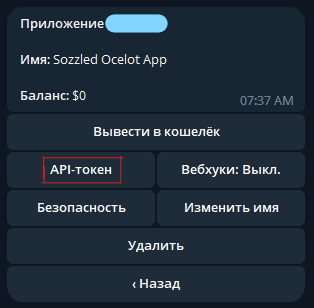 Приложение
Имя: Sozzled Ocelot App
Баланс: $0
07:37 AM
Вывести в кошелёк
API-токен
Вебхуки: Выкл.
Безопасность
Изменить имя
Удалить
‹ Назад